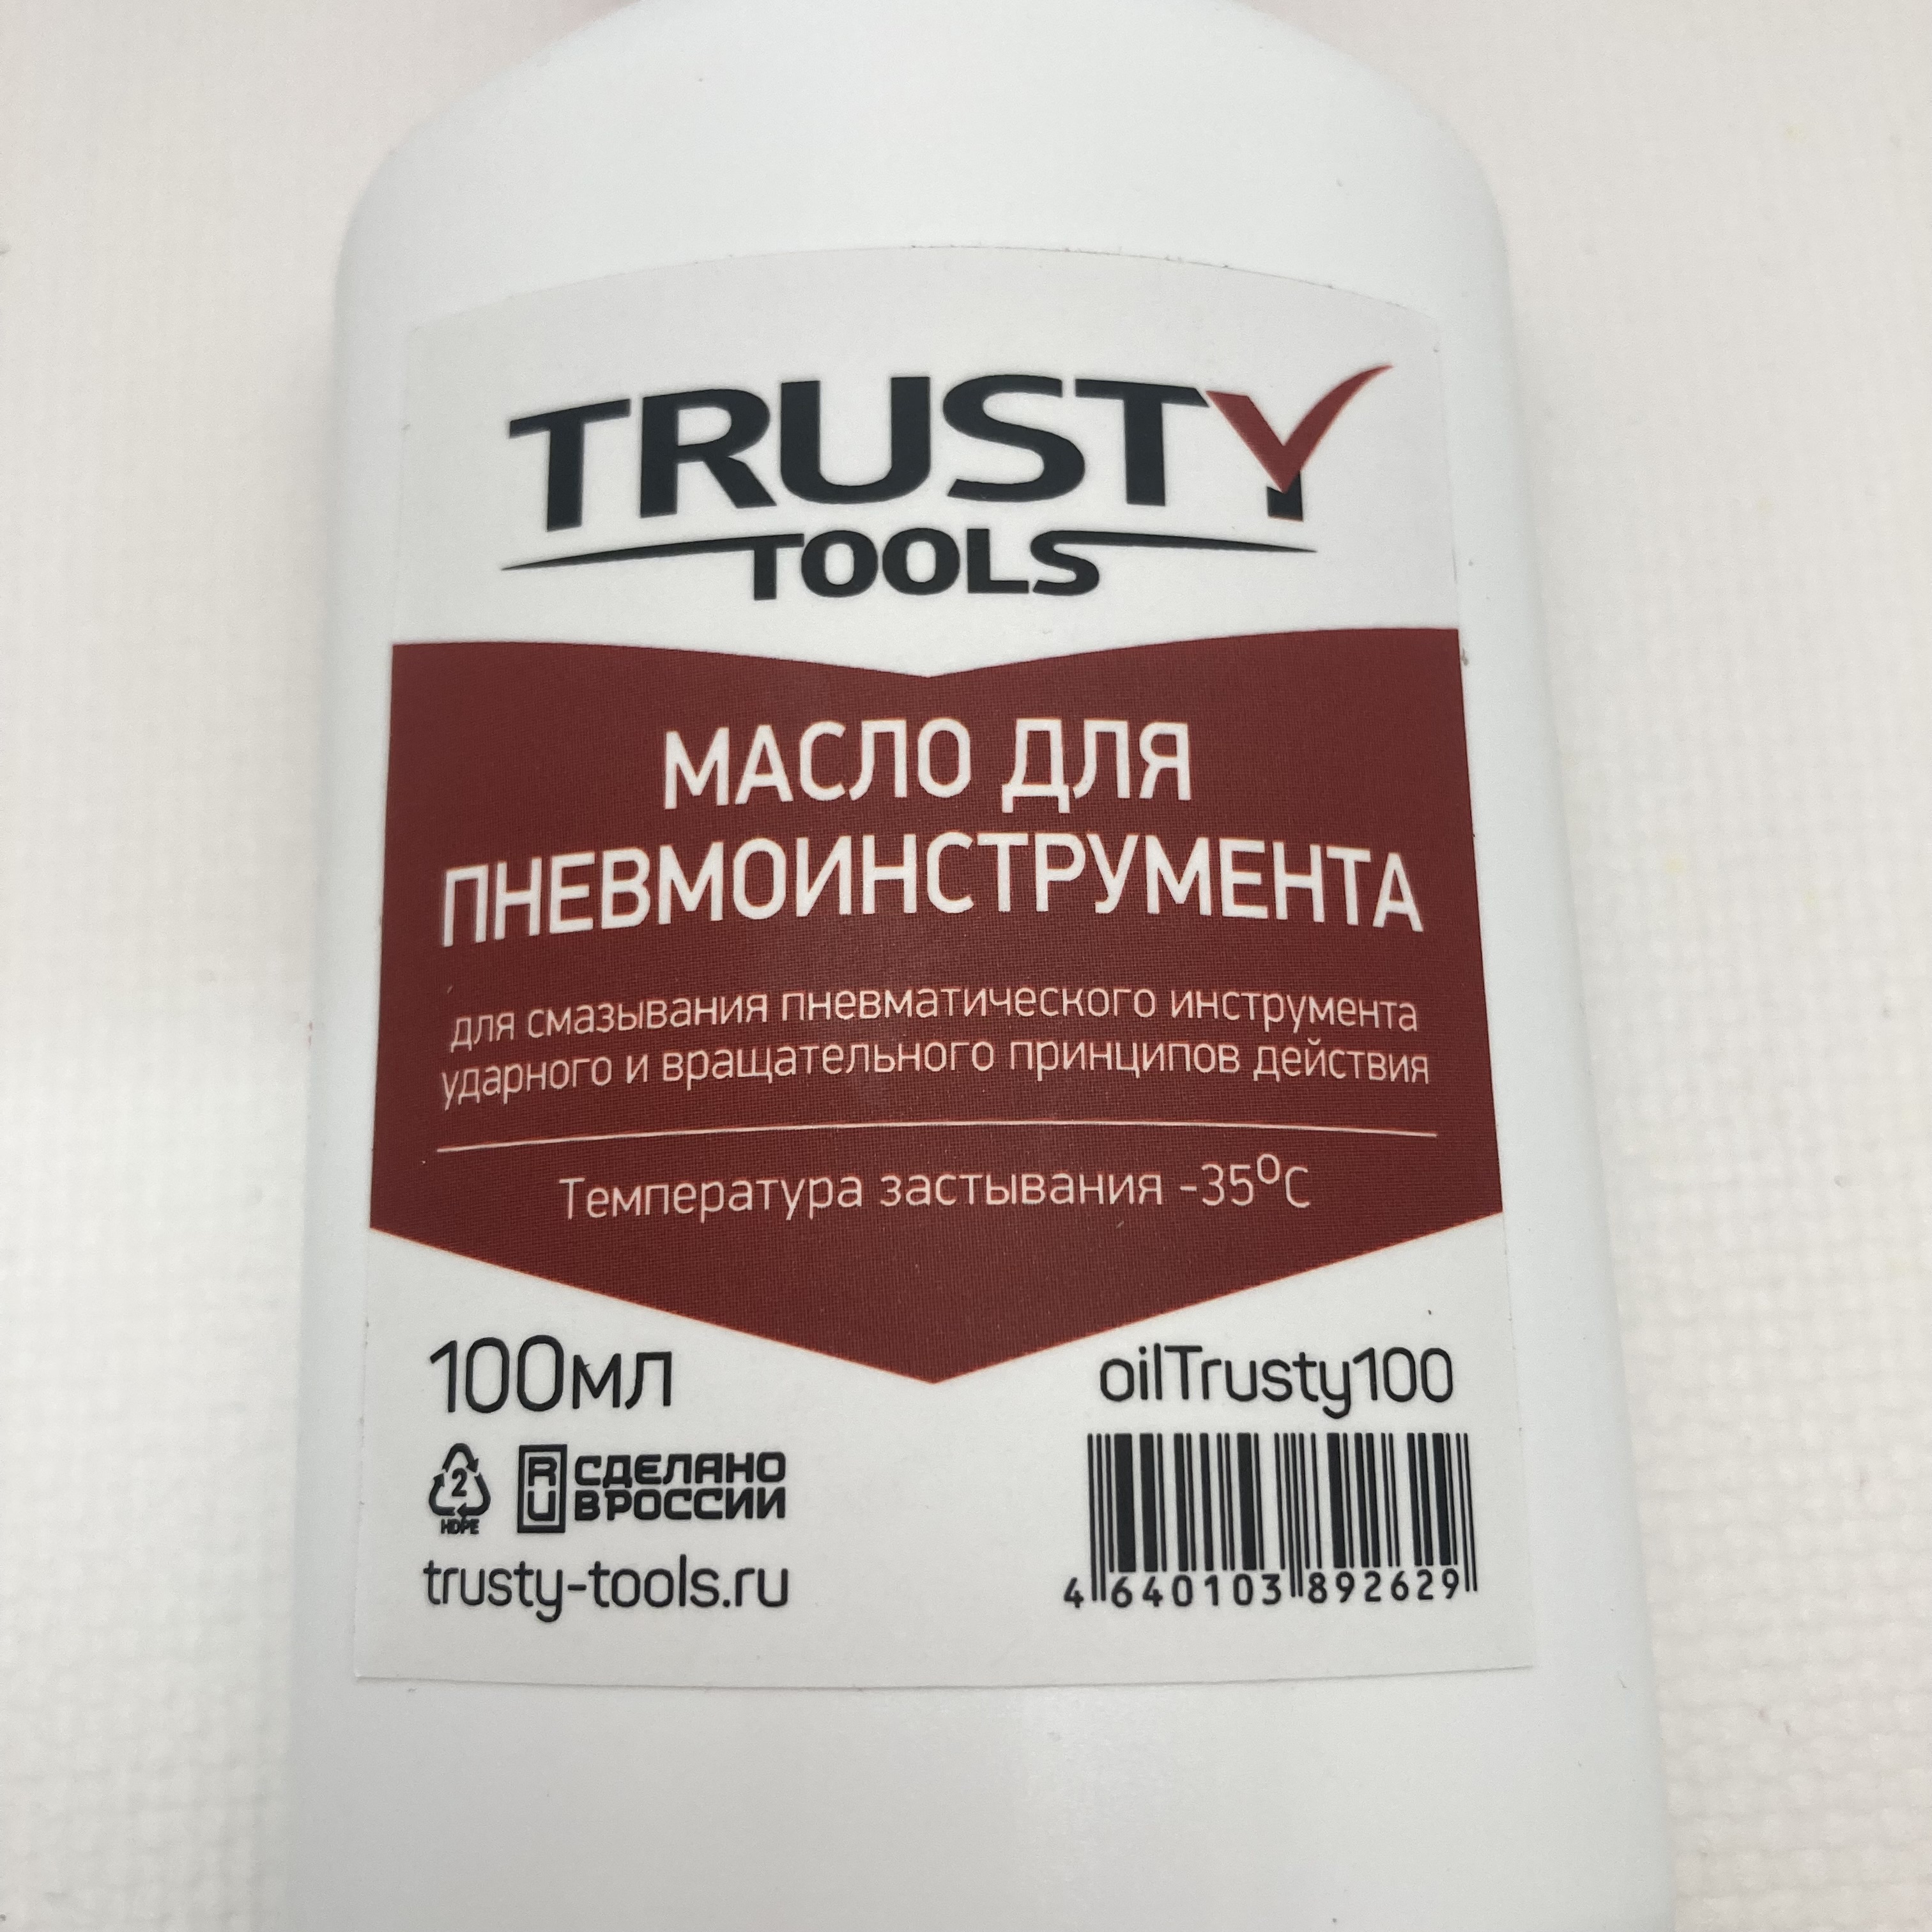 TRUSTY
TOOLS
МАСЛО ДЛЯ
ПНЕВМОИНСТРУМЕНТА
для смазывания пневматического инструмента
ударного и вращательного принципов действия
Температура застывания -35⁰С
100мл
oilTrusty100
2
HDPE
RU
СДЕЛАНО
В РОССИИ
trusty-tools.ru
4 640103 892629